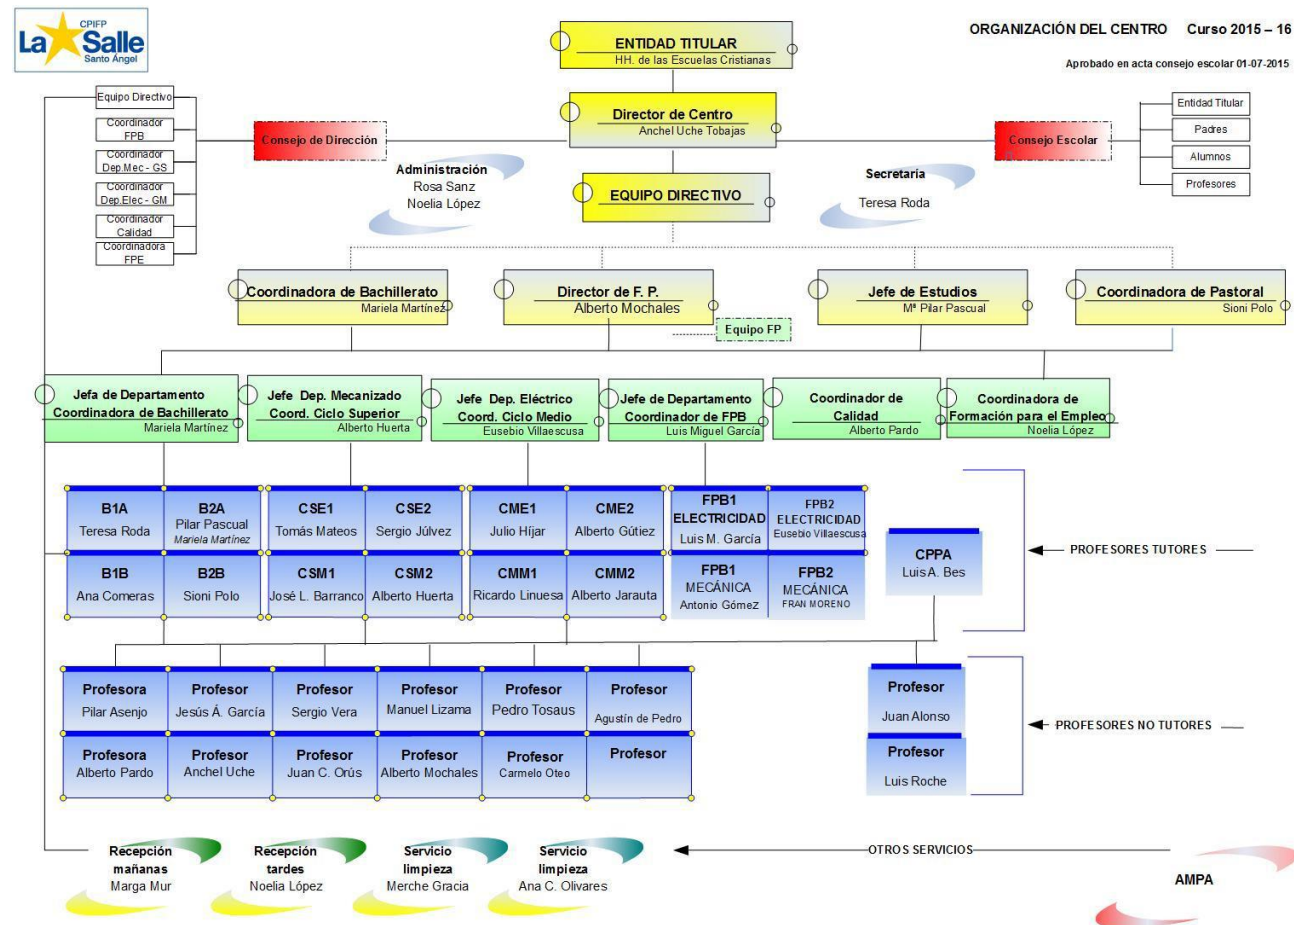 CPIFP
La Salle
Santo Ángel
ORGANIZACIÓN DEL CENTRO Curso 2015 – 16
Aprobado en acta consejo escolar 01-07-2015
ENTIDAD TITULAR
HH. de las Escuelas Cristianas
Director de Centro
Anchel Uche Tobajas
EQUIPO DIRECTIVO
Equipo Directivo
Coordinador
FPB
Coordinador
Dep.Mec - GS
Coordinador
Dep.Elec - GM
Coordinador
Calidad
Coordinadora
FPE
Consejo de Dirección
Administración
Rosa Sanz
Noelia López
Secretaría
Teresa Roda
Consejo Escolar
Entidad Titular
Padres
Alumnos
Profesores
Coordinadora de Bachillerato
Mariela Martínez
Director de F. P.
Alberto Mochales
Jefe de Estudios
Mª Pilar Pascual
Coordinadora de Pastoral
Sioni Polo
Equipo FP
Jefa de Departamento
Coordinadora de Bachillerato
Mariela Martínez
Jefe Dep. Mecanizado
Coord. Ciclo Superior
Alberto Huerta
Jefe Dep. Eléctrico
Coord. Ciclo Medio
Eusebio Villaescusa
Jefe de Departamento
Coordinador de FPB
Luis Miguel García
Coordinador de
Calidad
Alberto Pardo
Coordinadora de
Formación para el Empleo
Noelia López
B1A
Teresa Roda
B2A
Pilar Pascual
Mariela Martínez
CSE1
Tomás Mateos
CSE2
Sergio Júlvez
CME1
Julio Híjar
CME2
Alberto Gútiez
FPB1
ELECTRICIDAD
Luis M. García
FPB2
ELECTRICIDAD
Eusebio Villaescusa
CPPA
Luis A. Bes
PROFESORES TUTORES
B1B
Ana Comeras
B2B
Sioni Polo
CSM1
José L. Barranco
CSM2
Alberto Huerta
CMM1
Ricardo Linuesa
CMM2
Alberto Jarauta
FPB1
MECÁNICA
Antonio Gómez
FPB2
MECÁNICA
FRAN MORENO
Profesora
Pilar Asenjo
Profesor
Jesús Á. García
Profesor
Sergio Vera
Profesor
Manuel Lizama
Profesor
Pedro Tosaus
Profesor
Agustín de Pedro
Profesor
Juan Alonso
PROFESORES NO TUTORES
Profesora
Alberto Pardo
Profesor
Anchel Uche
Profesor
Juan C. Orús
Profesor
Alberto Mochales
Profesor
Carmelo Oteo
Profesor
Profesor
Luis Roche
Recepción
mañanas
Marga Mur
Recepción
tardes
Noelia López
Servicio
limpieza
Merche Gracia
Servicio
limpieza
Ana C. Olivares
OTROS SERVICIOS
AMPA